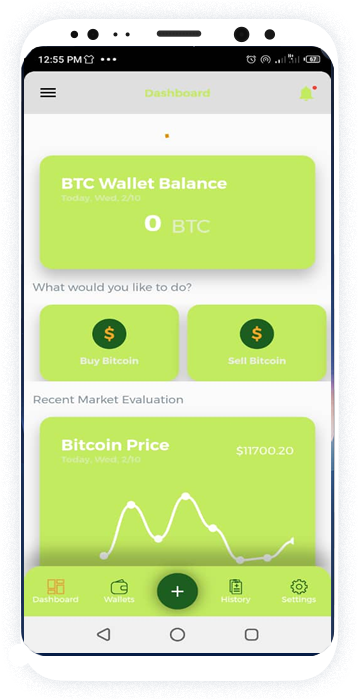 12:55 PM
67
Dashboard
BTC Wallet Balance
Today, Wed, 2/10
0 BTC
What would you like to do?
$ $
Buy Bitcoin Sell Bitcoin
Recent Market Evaluation
Bitcoin Price $11700.20
Today, Wed, 2/10
+
Dashboard Wallets History Settings